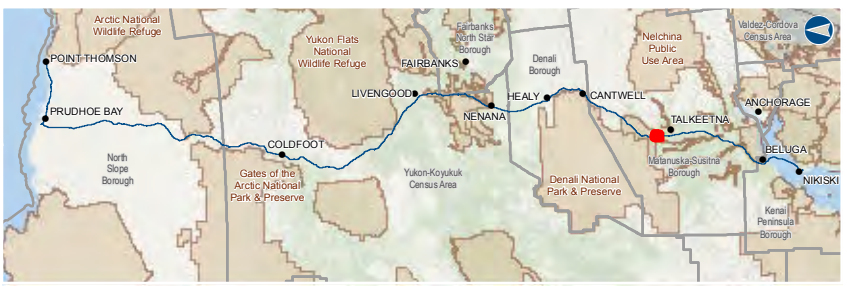 Arctic National
Wildlife Refuge
POINT THOMSON
PRUDHOE BAY
North
Slope
Borough
COLDFOOT
Gates of the
Arctic National
Park & Preserve
Yukon Flats
National
Wildlife Refuge
LIVENGOOD
FAIRBANKS
Fairbanks
North Star
Borough
NENANA
Yukon-Koyukuk
Census Area
Denali
Borough
HEALY
CANTWELL
Denali National
Park & Preserve
Nelchina
Public
Use Area
TALKEETNA
Matanuska-Susitna
Borough
Valdez-Cordova
Census Area
ANCHORAGE
BELUGA
NIKISKI
Kenai
Peninsula
Borough